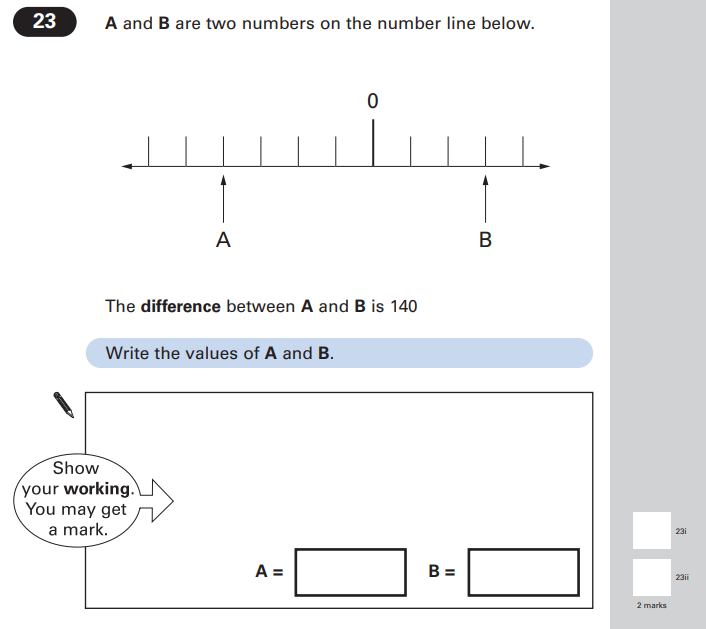 23
A and B are two numbers on the number line below.
0
A
B
The difference between A and B is 140
Write the values of A and B.
Show
your working.
You may get
a mark.
A =
B =
23i
23ii
2 marks